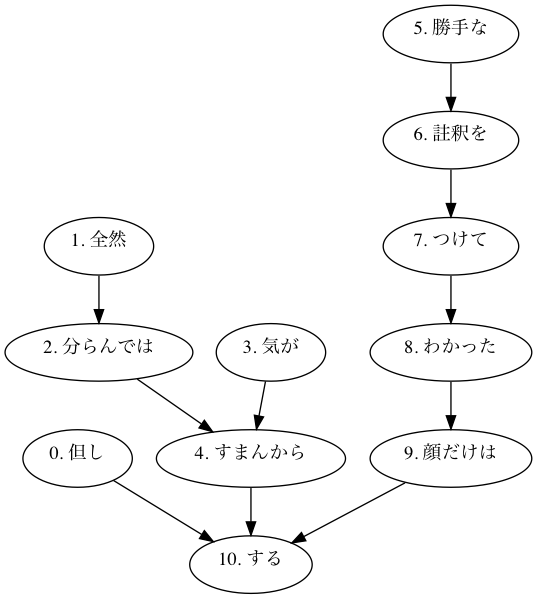 5. 勝手な
6. 註釈を
1. 全然
7. つけて
2. 分らんでは
3. 気が
8. わかった
0. 但し
4. すまんから
9. 顔だけは
10. する